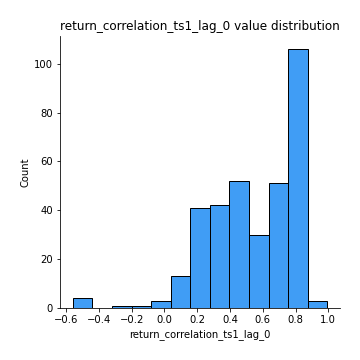 return_correlation_ts1_lag_0 value distribution
100
80
60
40
20
0
Count
−0.6 −0.4 −0.2 0.0 0.2 0.4 0.6 0.8 1.0
return_correlation_ts1_lag_0